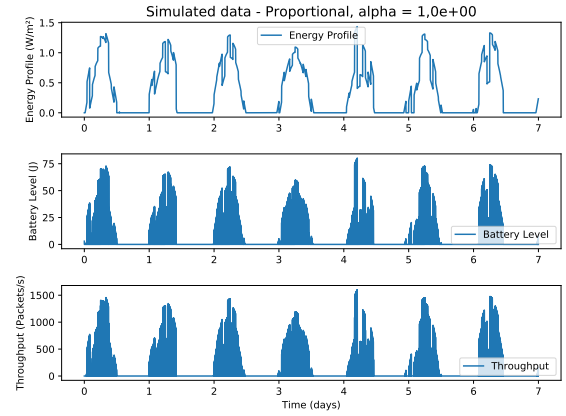 Simulated data - Proportional, alpha = 1,0e+00
Energy Profile (W/m²)
1.5
1.0
0.5
0.0
Energy Profile
0 1 2 3 4 5 6 7
Battery Level (J)
75
50
25
0
Battery Level
0 1 2 3 4 5 6 7
Throughput (Packets/s)
1500
1000
500
0
Throughput
0 1 2 3 4 5 6 7
Time (days)